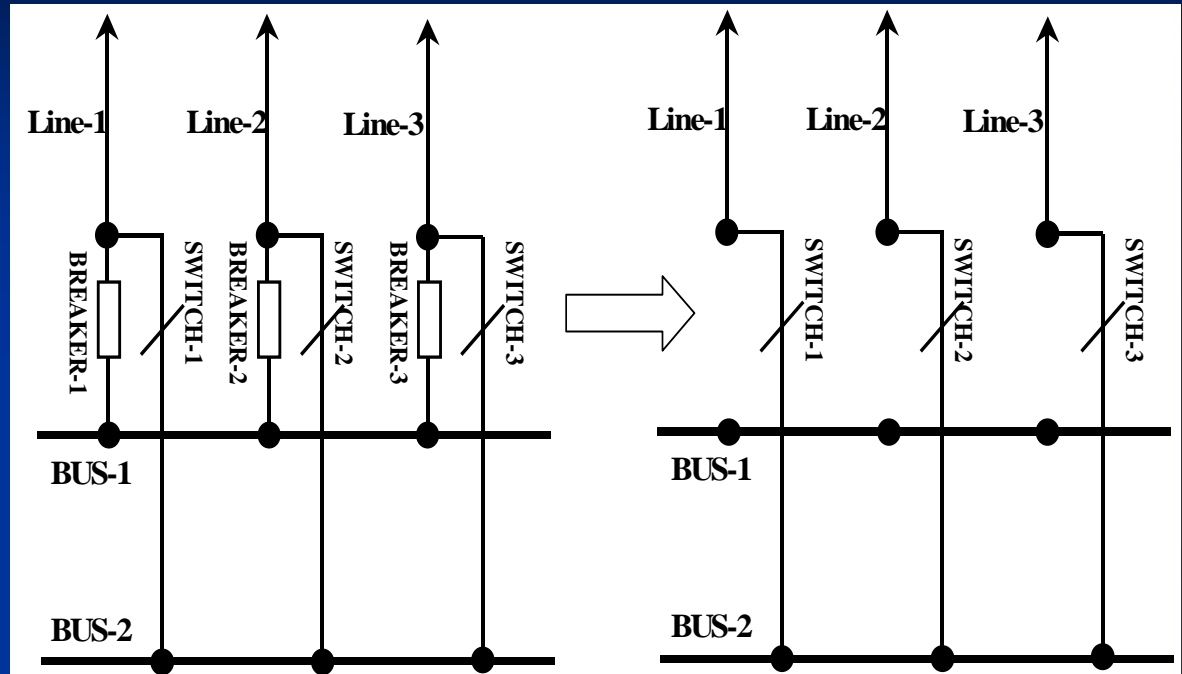 Line-1
Line-2
Line-3
BREAKER-1
SWITCH-1
BREAKER-2
SWITCH-2
BREAKER-3
SWITCH-3
BUS-1
BUS-2
Line-1
Line-2
Line-3
SWITCH-1
SWITCH-2
SWITCH-3
BUS-1
BUS-2